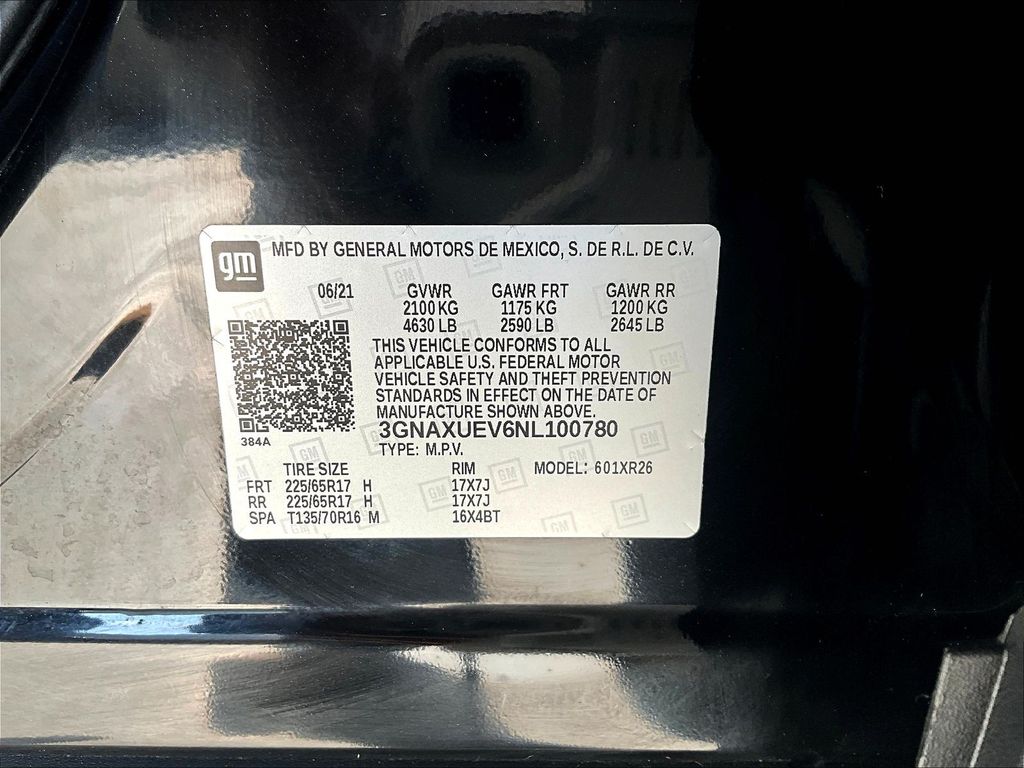 gm MFD BY GENERAL MOTORS DE MEXICO, S. DE R.L. DE C.V.
06/21 GVWR GAWR FRT GAWR RR
2100 KG 1175 KG 1200 KG
4630 LB 2590 LB 2645 LB
THIS VEHICLE CONFORMS TO ALL
APPLICABLE U.S. FEDERAL MOTOR
VEHICLE SAFETY AND THEFT PREVENTION
STANDARDS IN EFFECT ON THE DATE OF
MANUFACTURE SHOWN ABOVE.
3GNAXUEV6NL100780
384A
TYPE: M.P.V.
TIRE SIZE RIM MODEL: 601XR26
FRT 225/65R17 H 17X7J
RR 225/65R17 H 17X7J
SPA T135/70R16 M 16X4BT